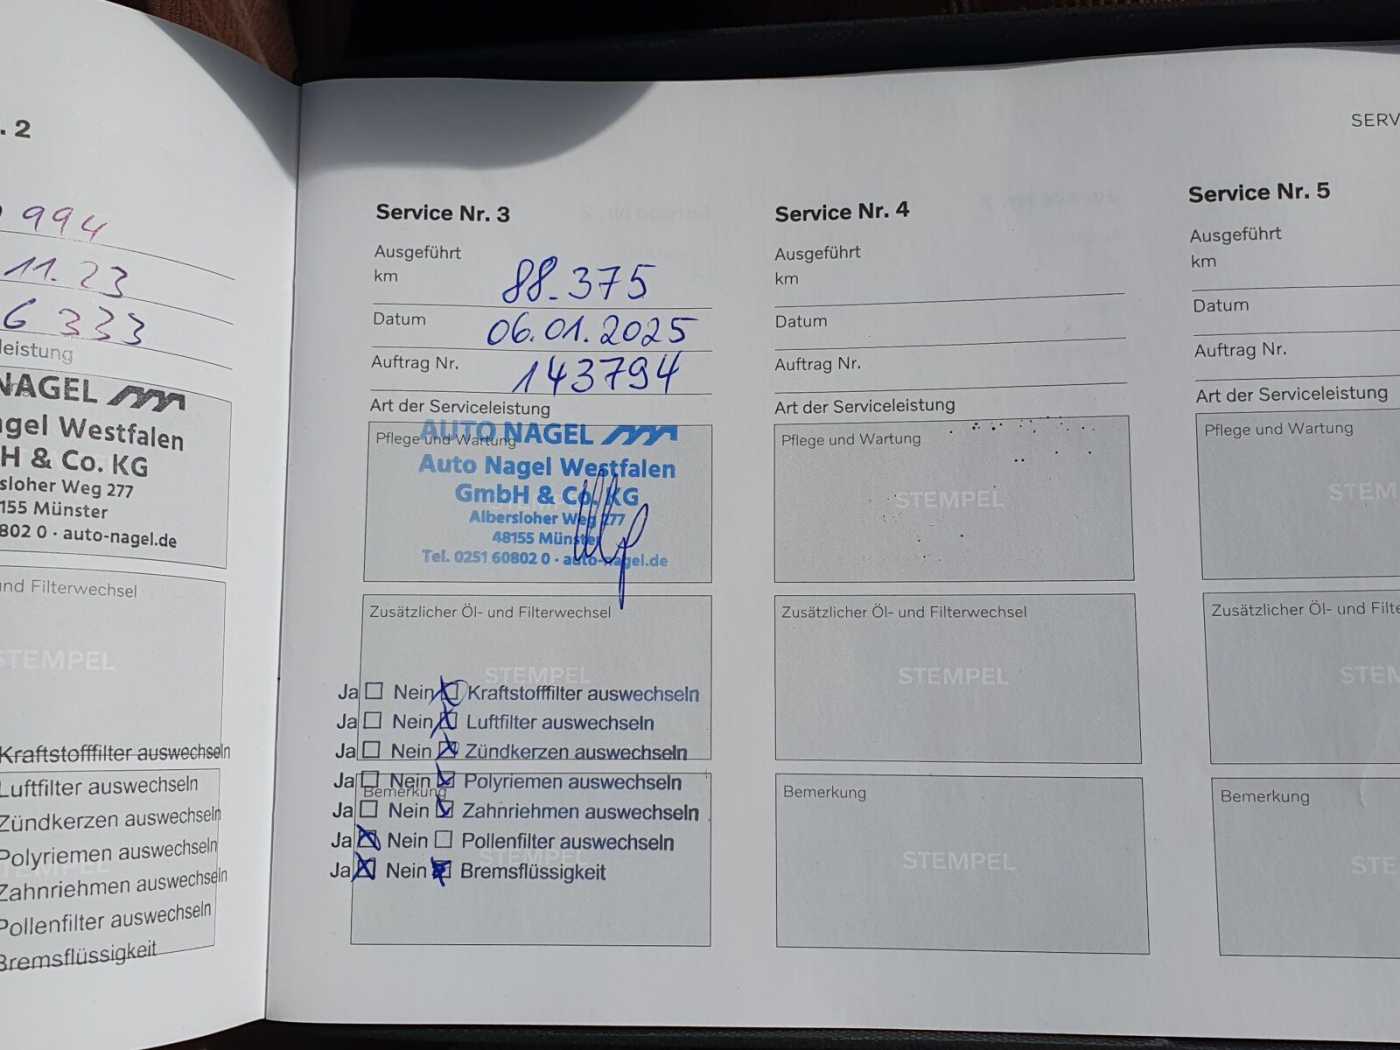 . 2
994
11.23
6 333
leistung
NAGEL
agel Westfalen
H & Co. KG
sloher Weg 277
155 Münster
802 0 · auto-nagel.de
und Filterwechsel
STEMPEL
Kraftstofffilter auswechseln
Luftfilter auswechseln
Zündkerzen auswechseln
Polyriemen auswechseln
Zahnriehmen auswechseln
Pollenfilter auswechseln
Bremsflüssigkeit
Service Nr. 3
Ausgeführt
km 88.375
Datum 06.01.2025
Auftrag Nr. 143794
Art der Serviceleistung
Pflege und Wartung
AUTO NAGEL
Auto Nagel Westfalen
GmbH & Co. KG
Albersloher Weg 277
48155 Münster
Tel. 0251 60802 0 · auto-nagel.de
Zusätzlicher Öl- und Filterwechsel
STEMPEL
Ja Nein Kraftstofffilter auswechseln
Ja Nein Luftfilter auswechseln
Ja Nein Zündkerzen auswechseln
Ja Nein Polyriemen auswechseln
Bemerkung
Ja Nein Zahnriehmen auswechseln
Ja Nein Pollenfilter auswechseln
STEMPEL
Ja Nein Bremsflüssigkeit
Service Nr. 4
Ausgeführt
km
Datum
Auftrag Nr.
Art der Serviceleistung
Pflege und Wartung
STEMPEL
Zusätzlicher Öl- und Filterwechsel
STEMPEL
Bemerkung
STEMPEL
SERV
Service Nr. 5
Ausgeführt
km
Datum
Auftrag Nr.
Art der Serviceleistung
Pflege und Wartung
STEM
Zusätzlicher Öl- und Filte
STEM
Bemerkung
STE